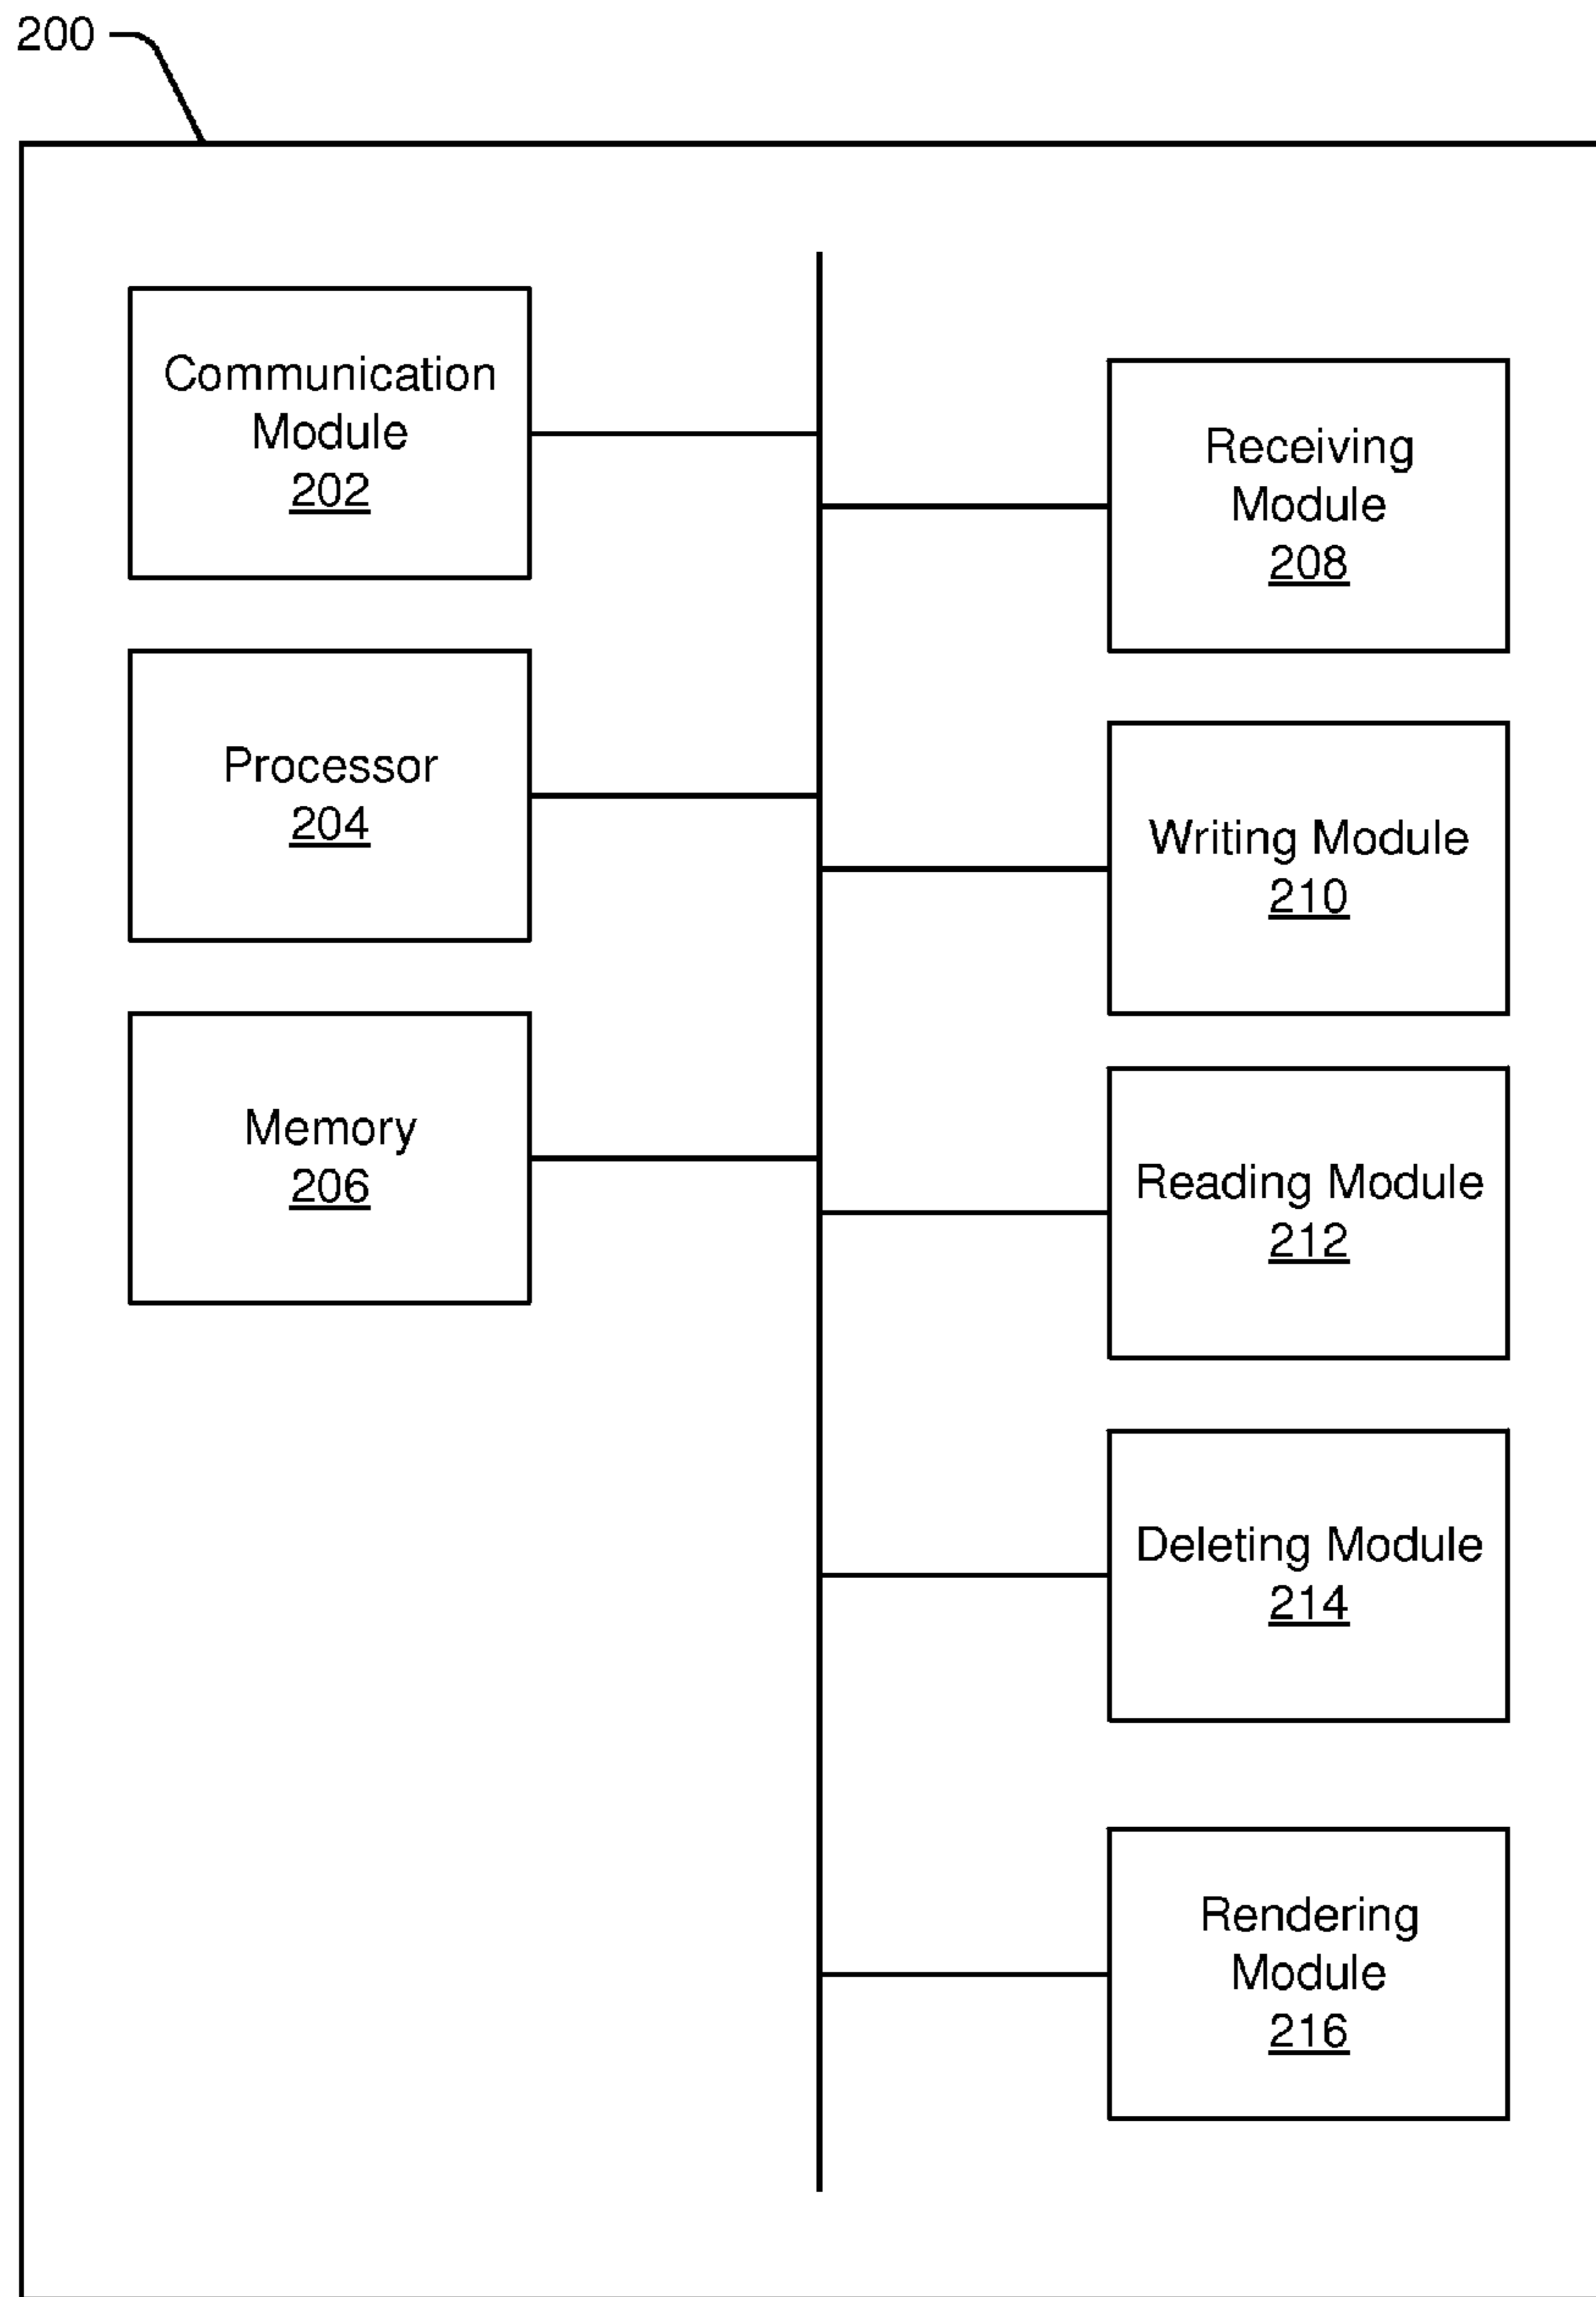 200
Communication
Module
202
Processor
204
Memory
206
Receiving
Module
208
Writing Module
210
Reading Module
212
Deleting Module
214
Rendering
Module
216